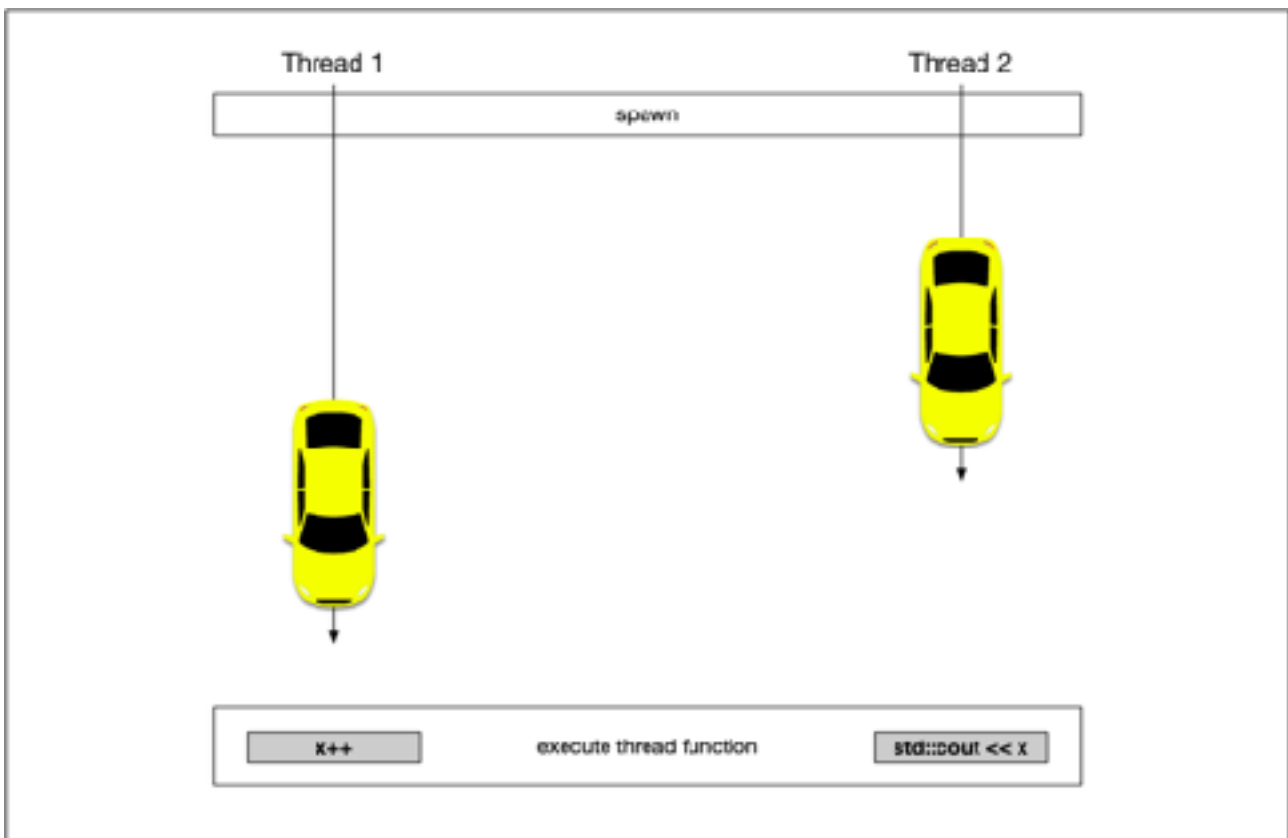 Thread 1
Thread 2
spawn
x++
execute thread function
std::cout << x